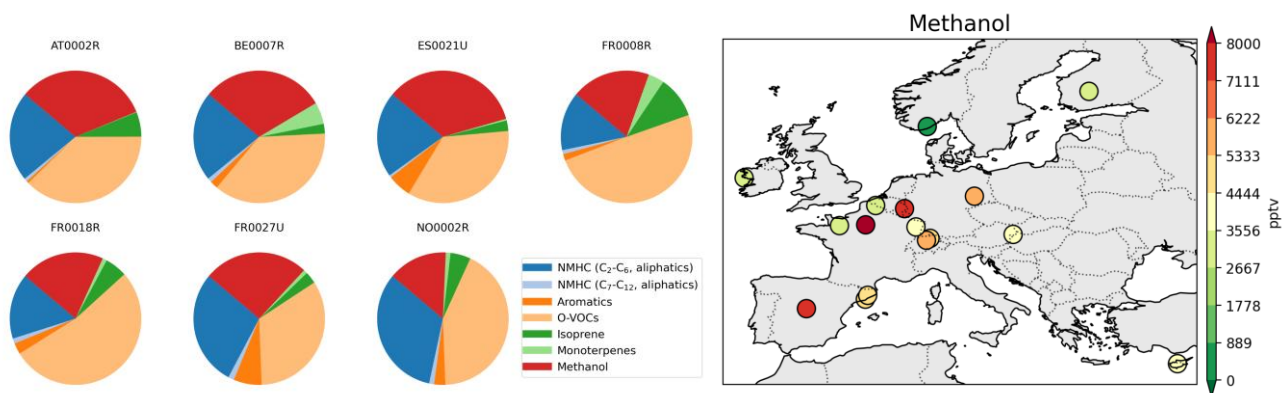 AT0002R
BE0007R
ES0021U
FR0008R
FR0018R
FR0027U
NO0002R
NMHC (C₂-C₆, aliphatics)
NMHC (C₇-C₁₂, aliphatics)
Aromatics
O-VOCs
Isoprene
Monoterpenes
Methanol
Methanol
8000
7111
6222
5333
4444
3556
2667
1778
889
0
pptv